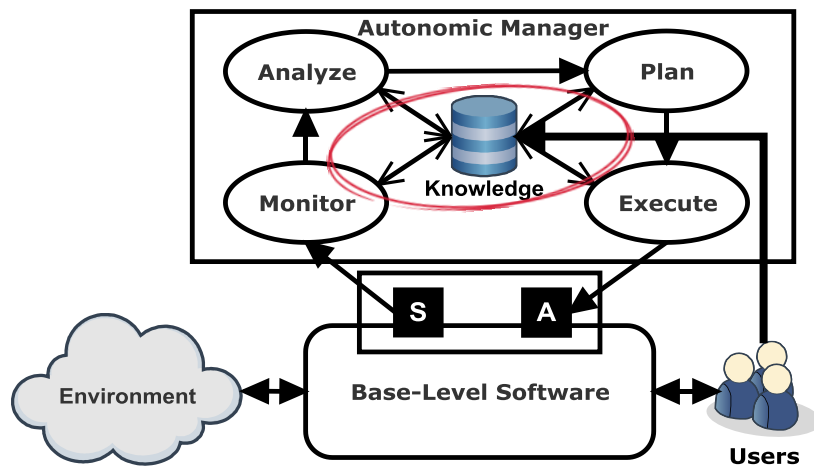 Autonomic Manager
Analyze
Plan
Knowledge
Monitor
Execute
S
A
Environment
Base-Level Software
Users